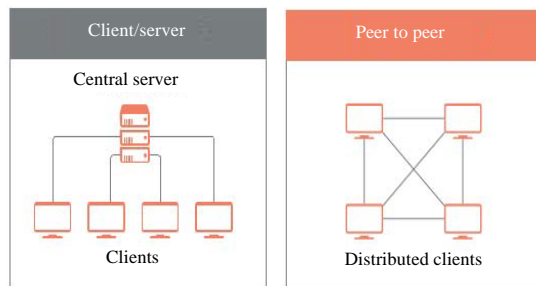 Client/server
Central server
Clients
Peer to peer
Distributed clients